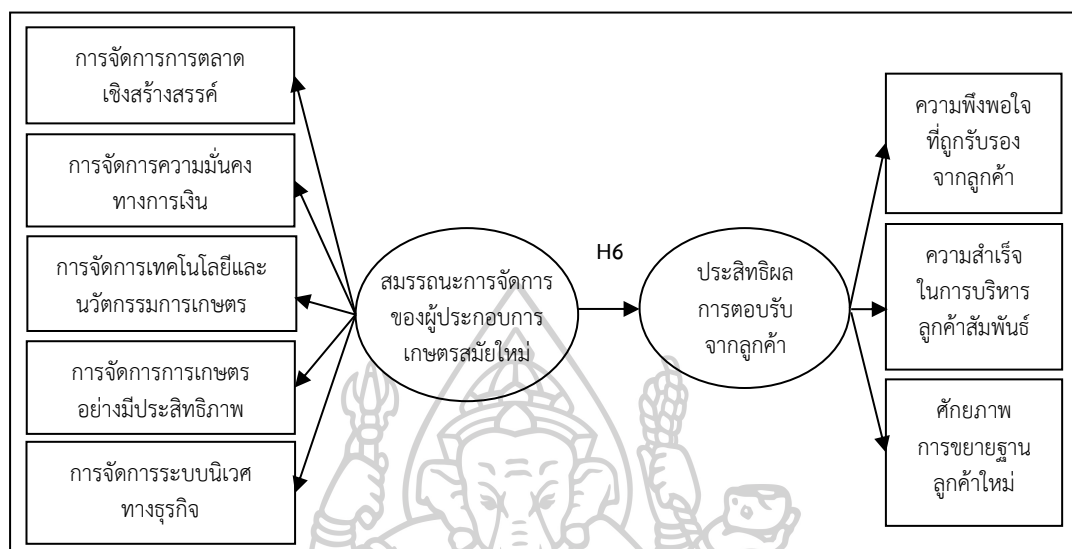 การจัดการการตลาด
เชิงสร้างสรรค์
การจัดการความมั่นคง
ทางการเงิน
การจัดการเทคโนโลยีและ
นวัตกรรมการเกษตร
การจัดการการเกษตร
อย่างมีประสิทธิภาพ
การจัดการระบบนิเวศ
ทางธุรกิจ
สมรรถนะการจัดการ
ของผู้ประกอบการ
เกษตรสมัยใหม่
H6
ประสิทธิผล
การตอบรับ
จากลูกค้า
ความพึงพอใจ
ที่ถูกรับรอง
จากลูกค้า
ความสำเร็จ
ในการบริหาร
ลูกค้าสัมพันธ์
ศักยภาพ
การขยายฐาน
ลูกค้าใหม่